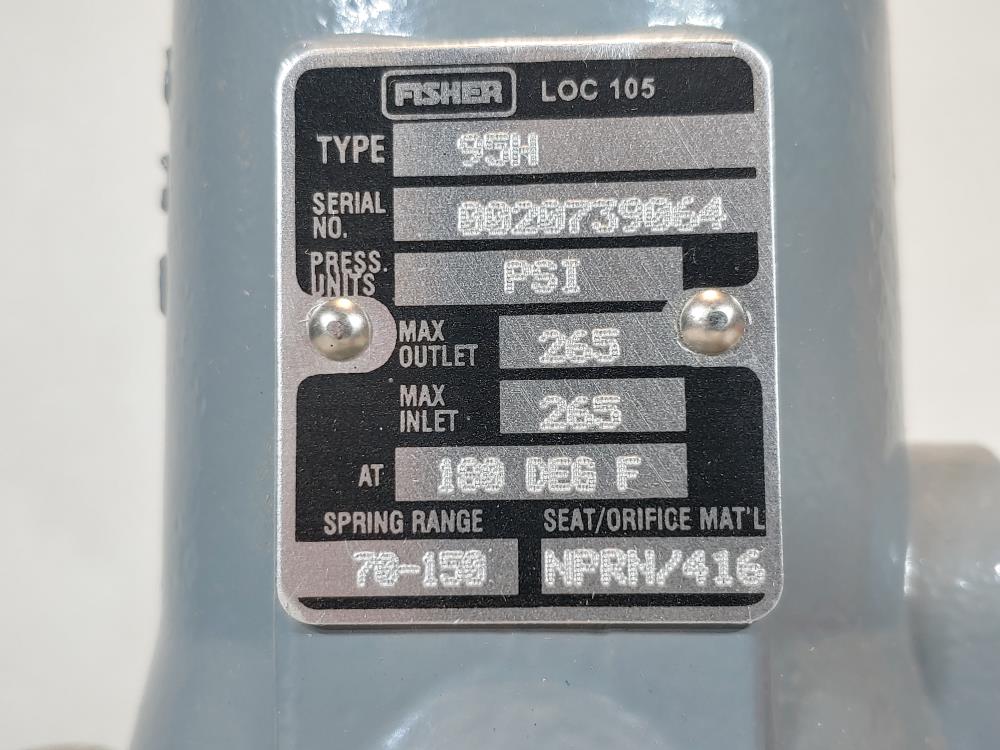 FISHER LOC 105
TYPE 95H
SERIAL NO. 0020739064
PRESS. UNITS PSI
MAX OUTLET 265
MAX INLET 265
AT 180 DEG F
SPRING RANGE SEAT/ORIFICE MAT'L
70-150 NPRN/416